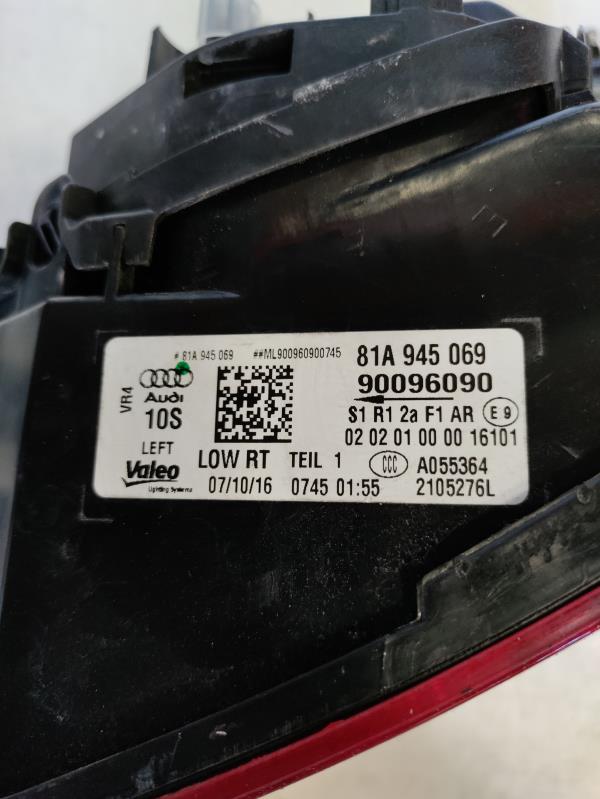 # 81A 945 069 ##ML900960900745 81A 945 069
VR4
Audi
10S
90096090
S1 R1 2a F1 AR E 9
02 02 01 00 00 16101
LEFT
Valeo
Lighting Systems
LOW RT TEIL 1 CCC A055364
07/10/16 0745 01:55 2105276L